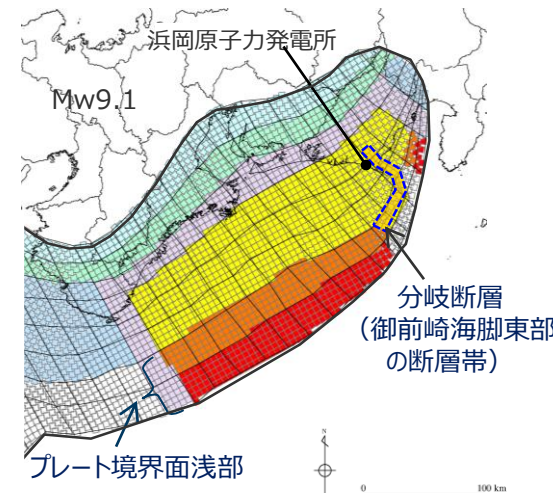 浜岡原子力発電所
Mw9.1
分岐断層
(御前崎海脚東部
の断層帯)
プレート境界面浅部
N
0 100 km